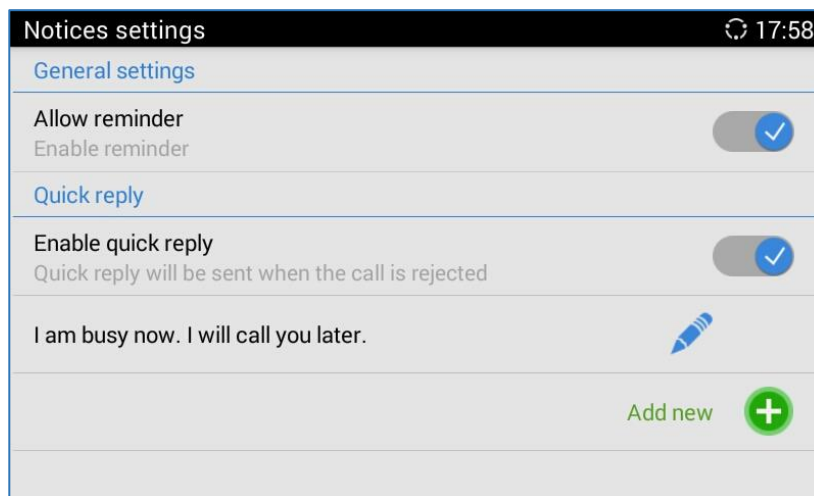 Notices settings
17:58
General settings
Allow reminder
Enable reminder
Quick reply
Enable quick reply
Quick reply will be sent when the call is rejected
I am busy now. I will call you later.
Add new